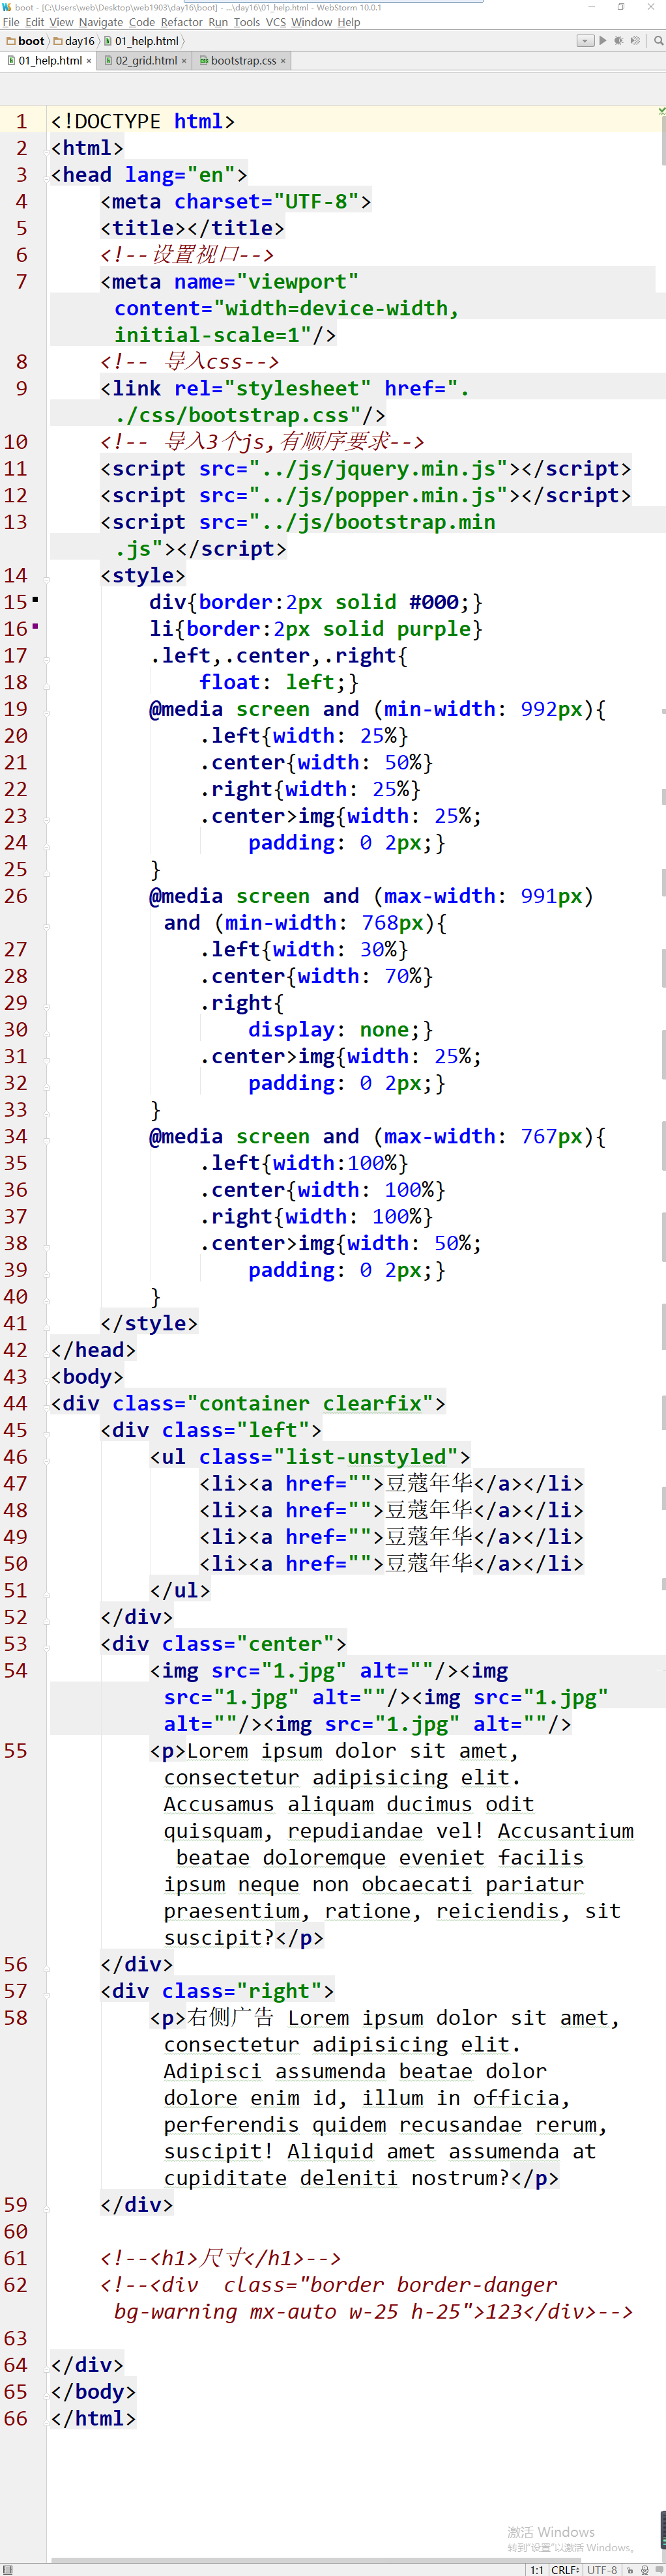 boot - [C:\Users\web\Desktop\web1903\day16\boot] - ...\day16\01_help.html - WebStorm 10.0.1
File Edit View Navigate Code Refactor Run Tools VCS Window Help
boot day16 01_help.html
01_help.html × 02_grid.html × bootstrap.css ×
1 <!DOCTYPE html>
2 <html>
3 <head lang="en">
4 <meta charset="UTF-8">
5 <title></title>
6 <!--设置视口-->
7 <meta name="viewport"
content="width=device-width,
initial-scale=1"/>
8 <!-- 导入css-->
9 <link rel="stylesheet" href=".
./css/bootstrap.css"/>
10 <!-- 导入3个js,有顺序要求-->
11 <script src="../js/jquery.min.js"></script>
12 <script src="../js/popper.min.js"></script>
13 <script src="../js/bootstrap.min
.js"></script>
14 <style>
15 div{border:2px solid #000;}
16 li{border:2px solid purple}
17 .left,.center,.right{
18 float: left;}
19 @media screen and (min-width: 992px){
20 .left{width: 25%}
21 .center{width: 50%}
22 .right{width: 25%}
23 .center>img{width: 25%;
24 padding: 0 2px;}
25 }
26 @media screen and (max-width: 991px)
and (min-width: 768px){
27 .left{width: 30%}
28 .center{width: 70%}
29 .right{
30 display: none;}
31 .center>img{width: 25%;
32 padding: 0 2px;}
33 }
34 @media screen and (max-width: 767px){
35 .left{width:100%}
36 .center{width: 100%}
37 .right{width: 100%}
38 .center>img{width: 50%;
39 padding: 0 2px;}
40 }
41 </style>
42 </head>
43 <body>
44 <div class="container clearfix">
45 <div class="left">
46 <ul class="list-unstyled">
47 <li><a href="">豆蔻年华</a></li>
48 <li><a href="">豆蔻年华</a></li>
49 <li><a href="">豆蔻年华</a></li>
50 <li><a href="">豆蔻年华</a></li>
51 </ul>
52 </div>
53 <div class="center">
54 <img src="1.jpg" alt=""/><img
src="1.jpg" alt=""/><img src="1.jpg"
alt=""/><img src="1.jpg" alt=""/>
55 <p>Lorem ipsum dolor sit amet,
consectetur adipisicing elit.
Accusamus aliquam ducimus odit
quisquam, repudiandae vel! Accusantium
beatae doloremque eveniet facilis
ipsum neque non obcaecati pariatur
praesentium, ratione, reiciendis, sit
suscipit?</p>
56 </div>
57 <div class="right">
58 <p>右侧广告 Lorem ipsum dolor sit amet,
consectetur adipisicing elit.
Adipisci assumenda beatae dolor
dolore enim id, illum in officia,
perferendis quidem recusandae rerum,
suscipit! Aliquid amet assumenda at
cupiditate deleniti nostrum?</p>
59 </div>
60
61 <!--<h1>尺寸</h1>-->
62 <!--<div  class="border border-danger
bg-warning mx-auto w-25 h-25">123</div>-->
63
64 </div>
65 </body>
66 </html>
激活 Windows
转到"设置"以激活 Windows。
1:1 CRLF÷ UTF-8